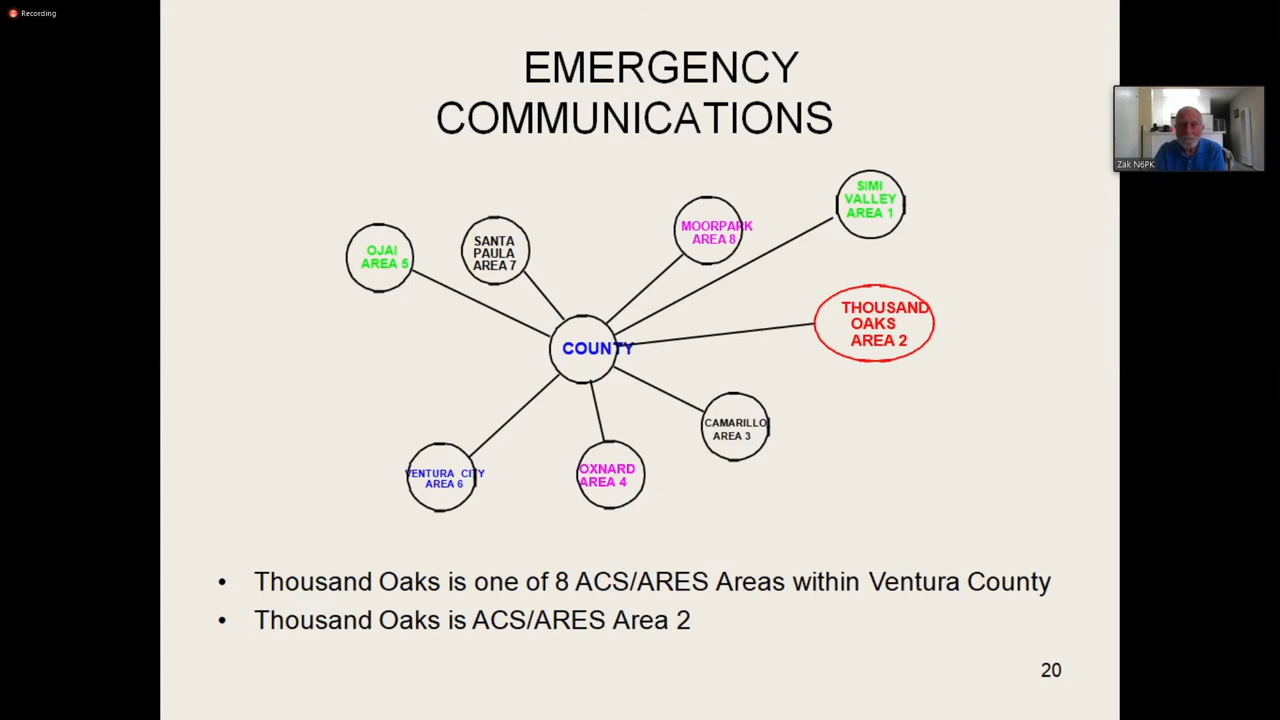 Recording
EMERGENCY
COMMUNICATIONS
Zak N6PK
SIMI
VALLEY
AREA 1
MOORPARK
AREA 8
SANTA
PAULA
AREA 7
OJAI
AREA 5
THOUSAND
OAKS
AREA 2
COUNTY
CAMARILLO
AREA 3
VENTURA CITY
AREA 6
OXNARD
AREA 4
• Thousand Oaks is one of 8 ACS/ARES Areas within Ventura County
• Thousand Oaks is ACS/ARES Area 2
20